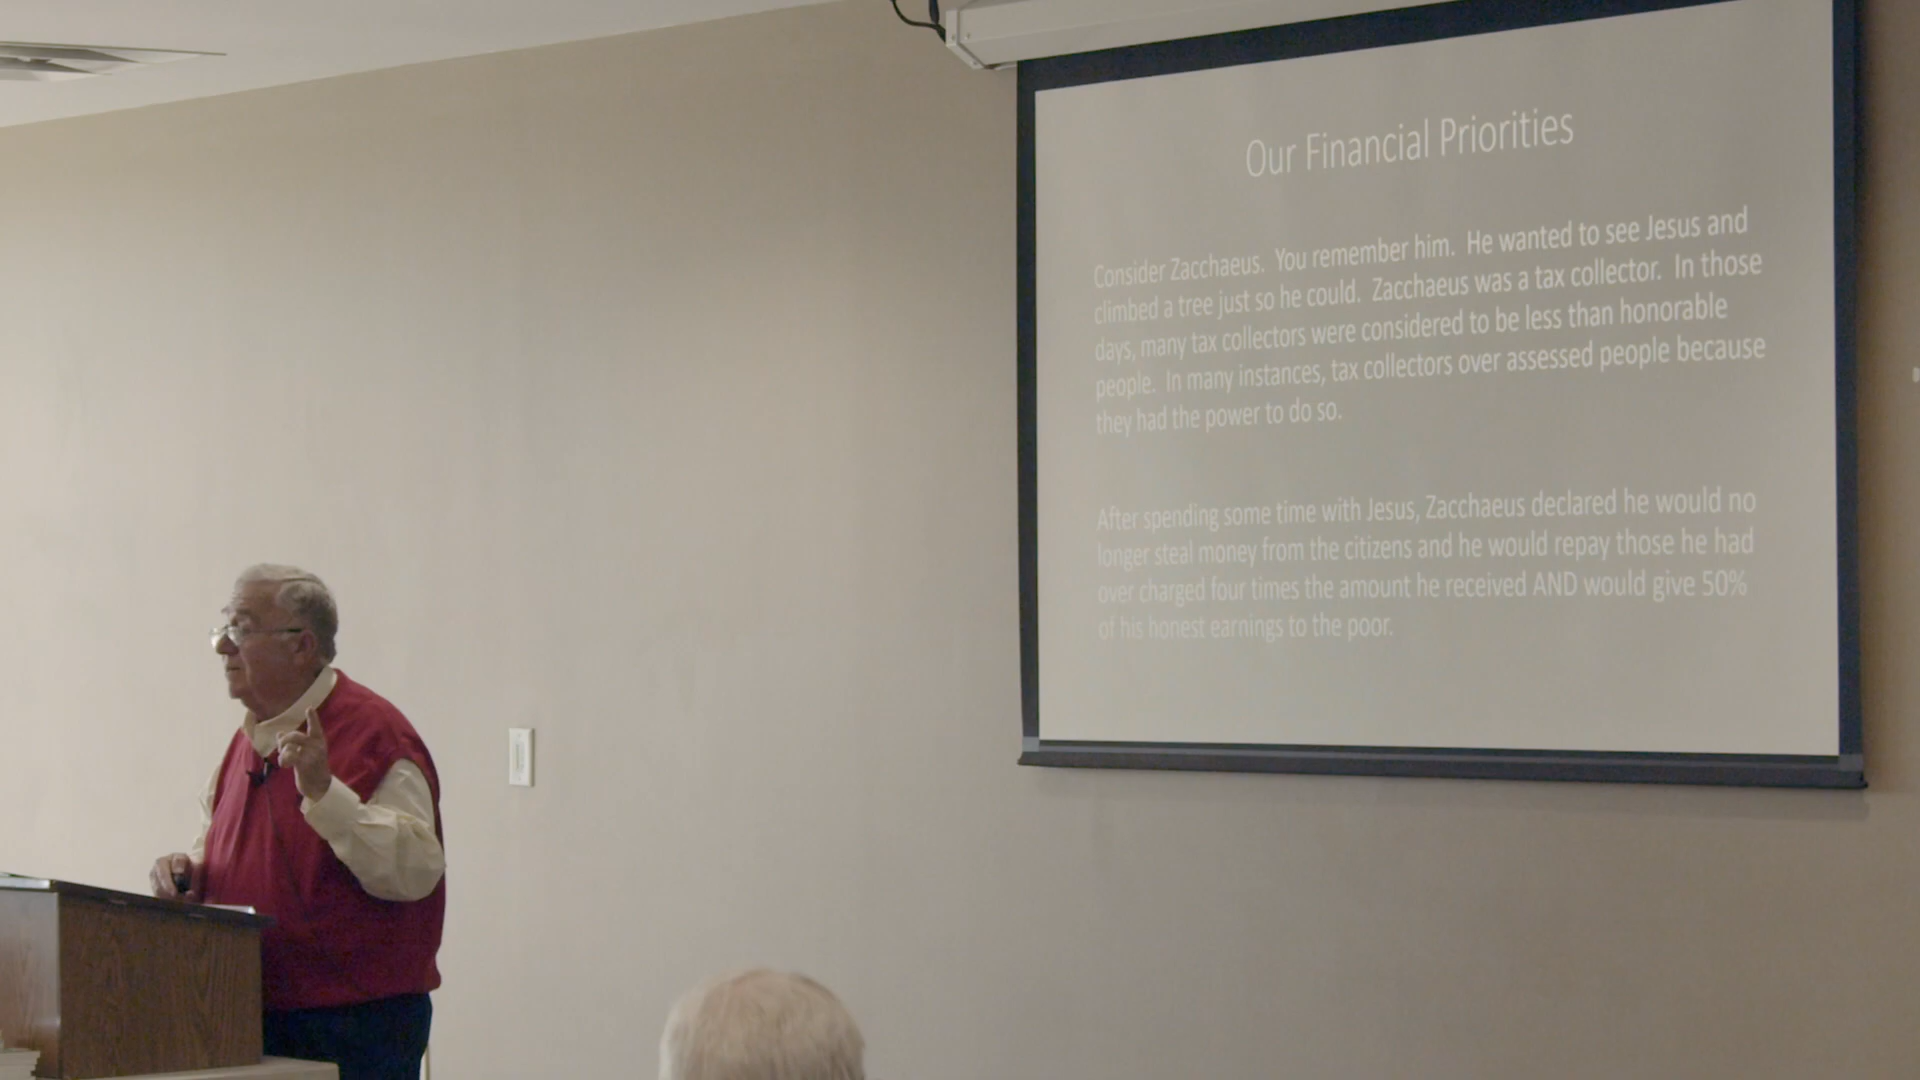 Our Financial Priorities
Consider Zacchaeus. You remember him. He wanted to see Jesus and
climbed a tree just so he could. Zacchaeus was a tax collector. In those
days, many tax collectors were considered to be less than honorable
people. In many instances, tax collectors over assessed people because
they had the power to do so.
After spending some time with Jesus, Zacchaeus declared he would no
longer steal money from the citizens and he would repay those he had
over charged four times the amount he received AND would give 50%
of his honest earnings to the poor.